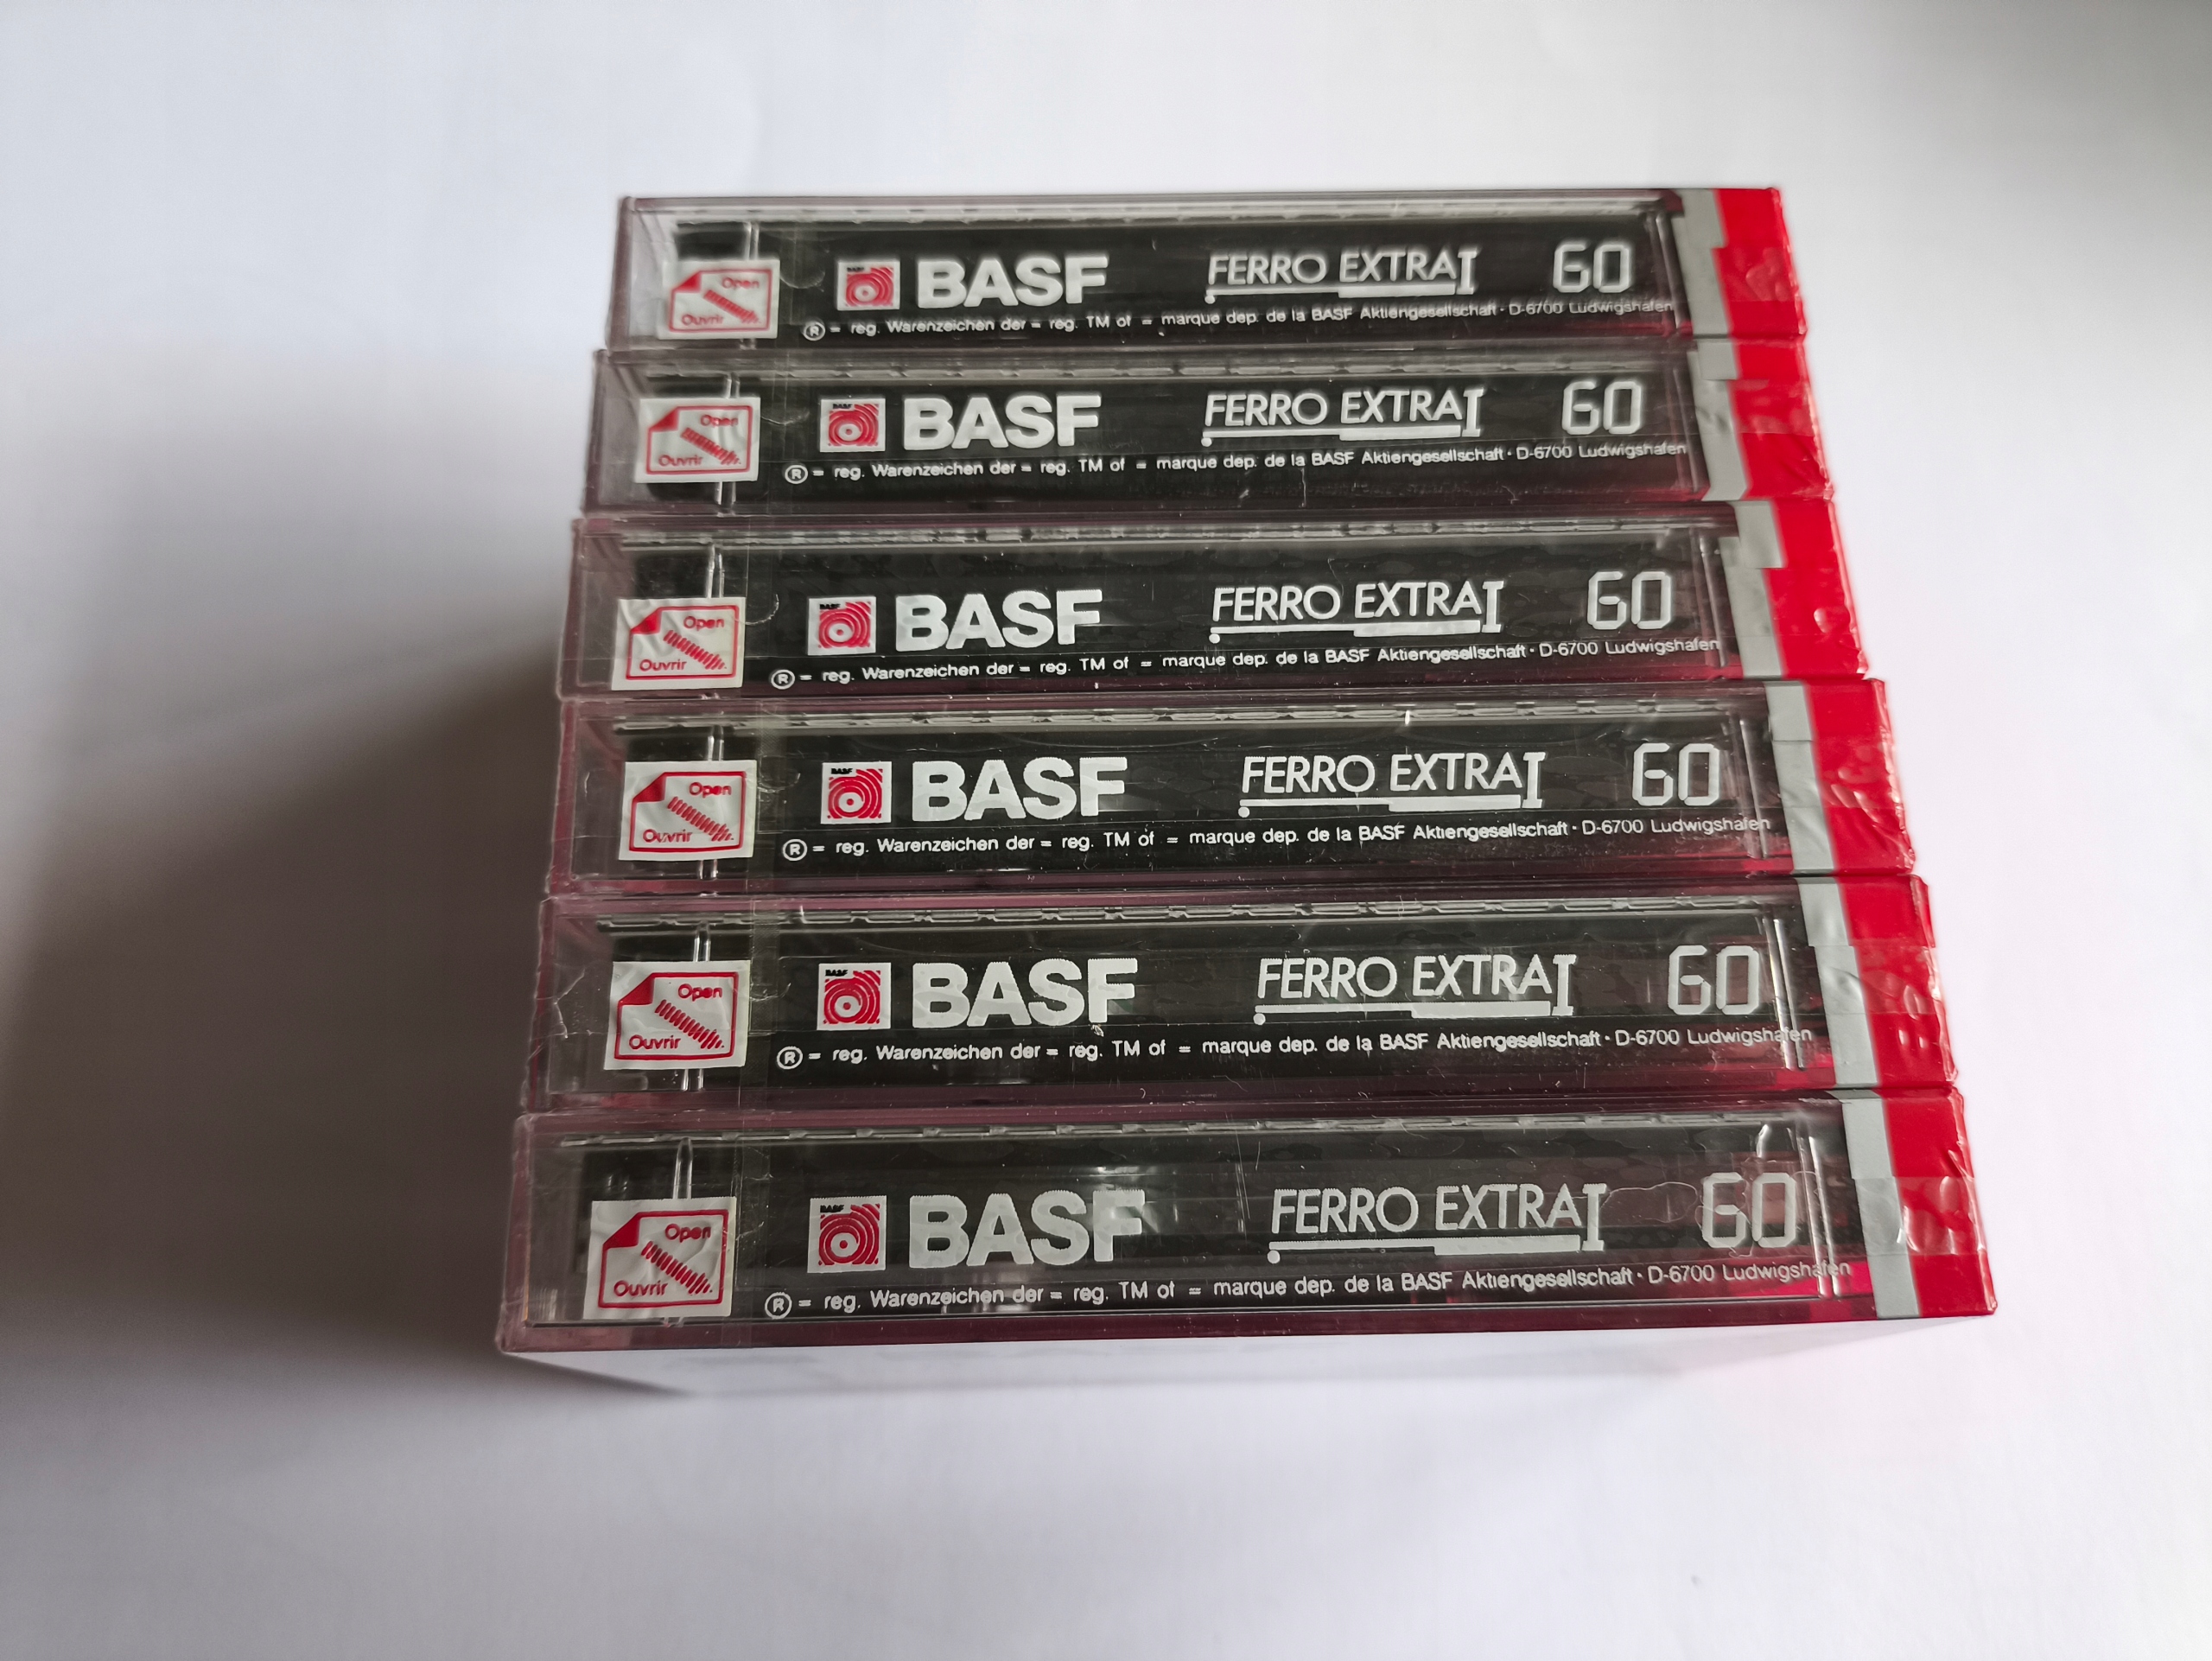 Open
Ouvrir
BASF BASF FERRO EXTRA I 60
® = reg. Warenzeichen der = reg. TM of = marque dep. de la BASF Aktiengesellschaft · D-6700 Ludwigshafen
Open
Ouvrir
BASF BASF FERRO EXTRA I 60
® = reg. Warenzeichen der = reg. TM of = marque dep. de la BASF Aktiengesellschaft · D-6700 Ludwigshafen
Open
Ouvrir
BASF BASF FERRO EXTRA I 60
® = reg. Warenzeichen der = reg. TM of = marque dep. de la BASF Aktiengesellschaft · D-6700 Ludwigshafen
Open
Ouvrir
BASF BASF FERRO EXTRA I 60
® = reg. Warenzeichen der = reg. TM of = marque dep. de la BASF Aktiengesellschaft · D-6700 Ludwigshafen
Open
Ouvrir
BASF BASF FERRO EXTRA I 60
® = reg. Warenzeichen der = reg. TM of = marque dep. de la BASF Aktiengesellschaft · D-6700 Ludwigshafen
Open
Ouvrir
BASF BASF FERRO EXTRA I 60
® = reg. Warenzeichen der = reg. TM of = marque dep. de la BASF Aktiengesellschaft · D-6700 Ludwigshafen